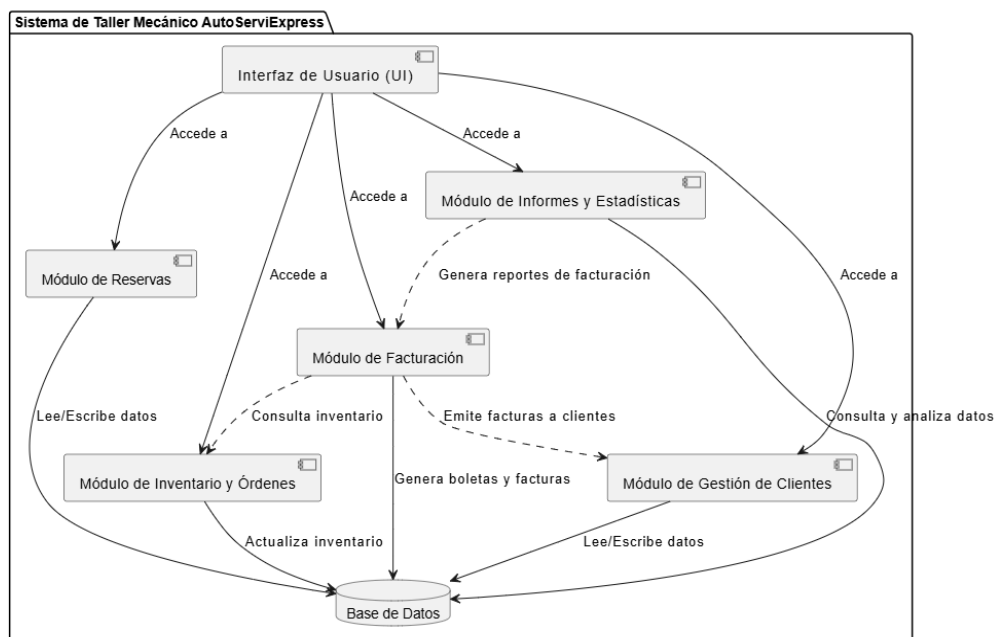 Sistema de Taller Mecánico AutoServiExpress
Interfaz de Usuario (UI)
Accede a
Accede a
Accede a
Módulo de Informes y Estadísticas
Módulo de Reservas
Accede a
Genera reportes de facturación
Accede a
Módulo de Facturación
Lee/Escribe datos
Consulta inventario
Emite facturas a clientes
Consulta y analiza datos
Módulo de Inventario y Órdenes
Genera boletas y facturas
Módulo de Gestión de Clientes
Actualiza inventario
Lee/Escribe datos
Base de Datos